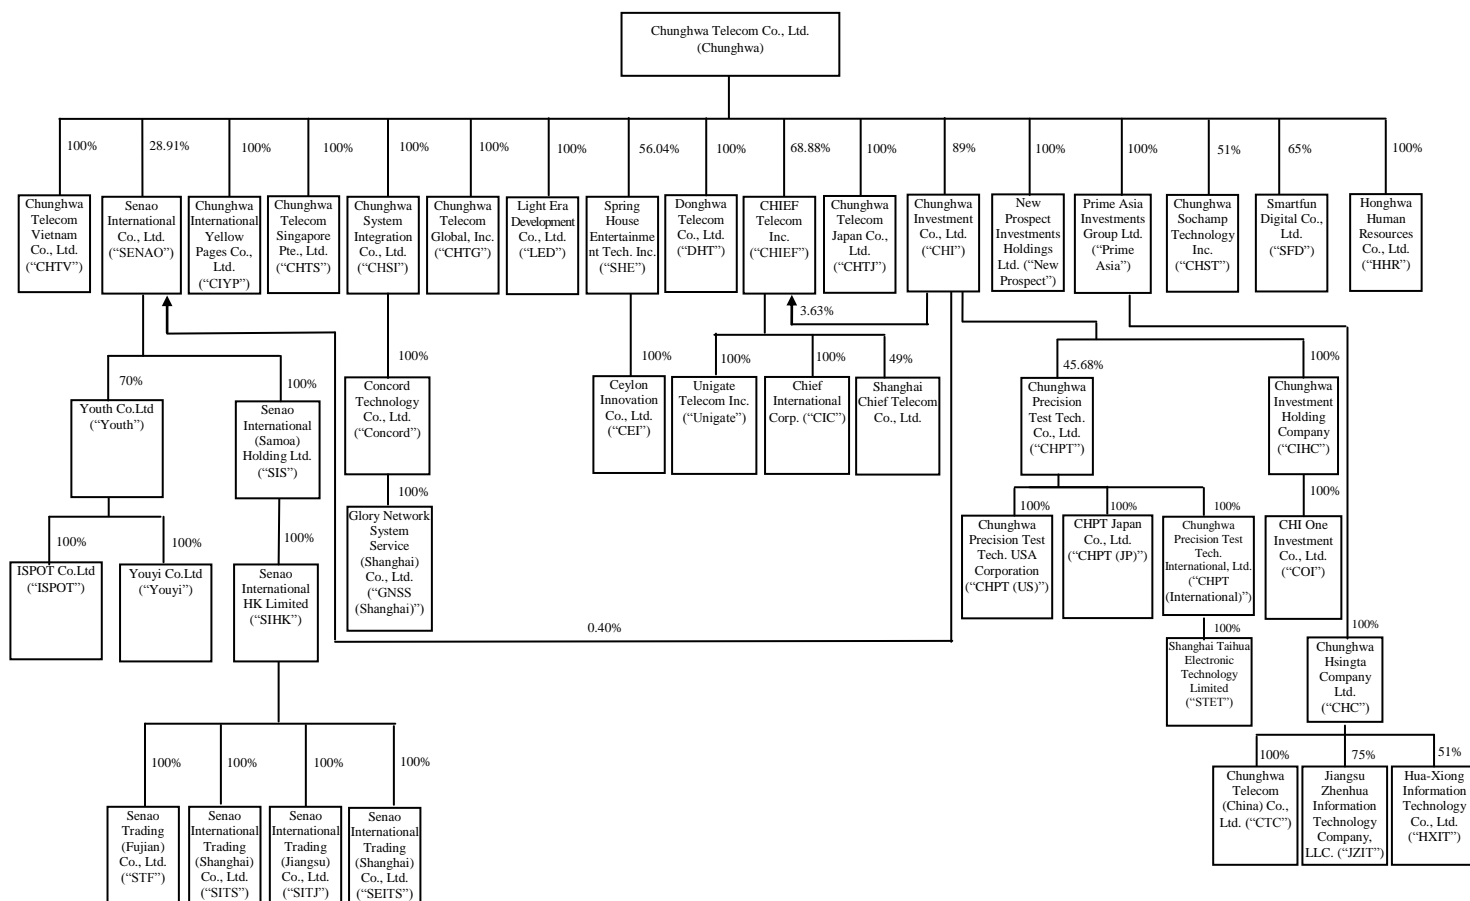 Chunghwa Telecom Co., Ltd.
(Chunghwa)
100%
28.91%
100%
100%
100%
100%
100%
56.04%
100%
68.88%
100%
89%
100%
100%
51%
65%
100%
Chunghwa
Telecom
Vietnam
Co., Ltd.
(“CHTV”)
Senao
International
Co., Ltd.
(“SENAO”)
Chunghwa
International
Yellow
Pages Co.,
Ltd.
(“CIYP”)
Chunghwa
Telecom
Singapore
Pte., Ltd.
(“CHTS”)
Chunghwa
System
Integration
Co., Ltd.
(“CHSI”)
Chunghwa
Telecom
Global, Inc.
(“CHTG”)
Light Era
Development
Co., Ltd.
(“LED”)
Spring
House
Entertainme
nt Tech. Inc.
(“SHE”)
Donghwa
Telecom
Co., Ltd.
(“DHT”)
CHIEF
Telecom
Inc.
(“CHIEF”)
Chunghwa
Telecom
Japan Co.,
Ltd.
(“CHTJ”)
Chunghwa
Investment
Co., Ltd.
(“CHI”)
New
Prospect
Investments
Holdings
Ltd. (“New
Prospect”)
Prime Asia
Investments
Group Ltd.
(“Prime
Asia”)
Chunghwa
Sochamp
Technology
Inc.
(“CHST”)
Smartfun
Digital Co.,
Ltd.
(“SFD”)
Honghwa
Human
Resources
Co., Ltd.
(“HHR”)
3.63%
70%
100%
100%
100%
100%
100%
49%
45.68%
100%
Youth Co.Ltd
(“Youth”)
Senao
International
(Samoa)
Holding Ltd.
(“SIS”)
Concord
Technology
Co., Ltd.
(“Concord”)
Ceylon
Innovation
Co., Ltd.
(“CEI”)
Unigate
Telecom Inc.
(“Unigate”)
Chief
International
Corp. (“CIC”)
Shanghai
Chief Telecom
Co., Ltd.
Chunghwa
Precision
Test Tech.
Co., Ltd.
(“CHPT”)
Chunghwa
Investment
Holding
Company
(“CIHC”)
100%
100%
100%
100%
100%
100%
100%
100%
ISPOT Co.Ltd
(“ISPOT”)
Youyi Co.Ltd
(“Youyi”)
Senao
International
HK Limited
(“SIHK”)
Glory Network
System
Service
(Shanghai)
Co., Ltd.
(“GNSS
(Shanghai)”)
Chunghwa
Precision Test
Tech. USA
Corporation
(“CHPT (US)”)
CHPT Japan
Co., Ltd.
(“CHPT (JP)”)
Chunghwa
Precision Test
Tech.
International, Ltd.
(“CHPT
(International)”)
CHI One
Investment
Co., Ltd.
(“COI”)
0.40%
100%
100%
Shanghai Taihua
Electronic
Technology
Limited
(“STET”)
Chunghwa
Hsingta
Company
Ltd.
(“CHC”)
100%
100%
100%
100%
100%
75%
51%
Senao
Trading
(Fujian)
Co., Ltd.
(“STF”)
Senao
International
Trading
(Shanghai)
Co., Ltd.
(“SITS”)
Senao
International
Trading
(Jiangsu)
Co., Ltd.
(“SITJ”)
Senao
International
Trading
(Shanghai)
Co., Ltd.
(“SEITS”)
Chunghwa
Telecom
(China) Co.,
Ltd. (“CTC”)
Jiangsu
Zhenhua
Information
Technology
Company,
LLC. (“JZIT”)
Hua-Xiong
Information
Technology
Co., Ltd.
(“HXIT”)